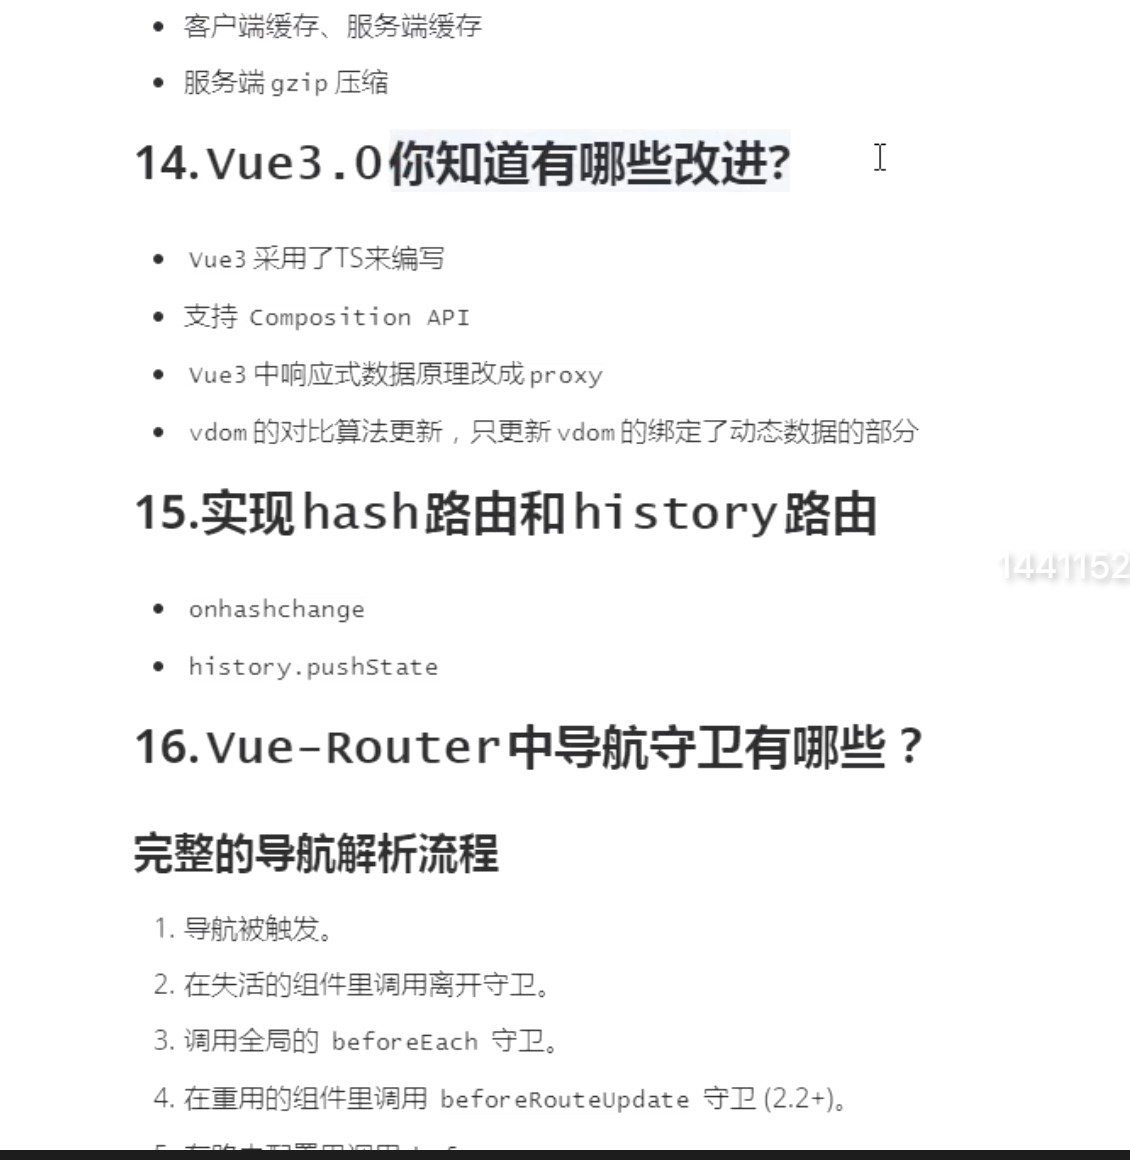 客户端缓存、服务端缓存
服务端 gzip 压缩
14.Vue3.0你知道有哪些改进?
Vue3 采用了TS来编写
支持 Composition API
Vue3 中响应式数据原理改成 proxy
vdom 的对比算法更新，只更新 vdom 的绑定了动态数据的部分
15.实现hash路由和history路由
1441152
onhashchange
history.pushState
16.Vue-Router中导航守卫有哪些？
完整的导航解析流程
1. 导航被触发。
2. 在失活的组件里调用离开守卫。
3. 调用全局的 beforeEach 守卫。
4. 在重用的组件里调用 beforeRouteUpdate 守卫 (2.2+)。